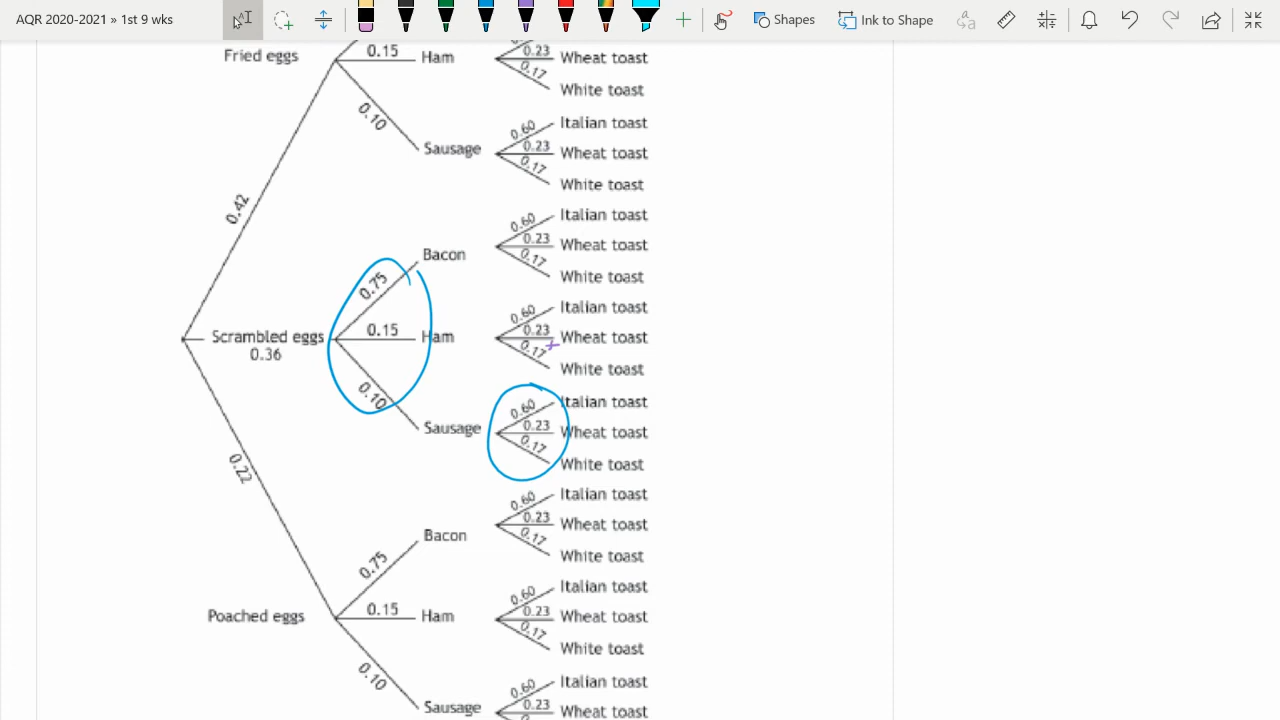 AQR 2020-2021 » 1st 9 wks
Shapes
Ink to Shape
Fried eggs
0.15
Ham
0.23
Wheat toast
0.17
White toast
0.10
Sausage
0.60
Italian toast
0.23
Wheat toast
0.17
White toast
0.42
Scrambled eggs
0.36
0.75
Bacon
0.60
Italian toast
0.23
Wheat toast
0.17
White toast
0.15
Ham
0.60
Italian toast
0.23
Wheat toast
0.17
White toast
0.10
Sausage
0.60
Italian toast
0.23
Wheat toast
0.17
White toast
0.22
Poached eggs
0.75
Bacon
0.60
Italian toast
0.23
Wheat toast
0.17
White toast
0.15
Ham
0.60
Italian toast
0.23
Wheat toast
0.17
White toast
0.10
Sausage
0.60
Italian toast
0.23
Wheat toast